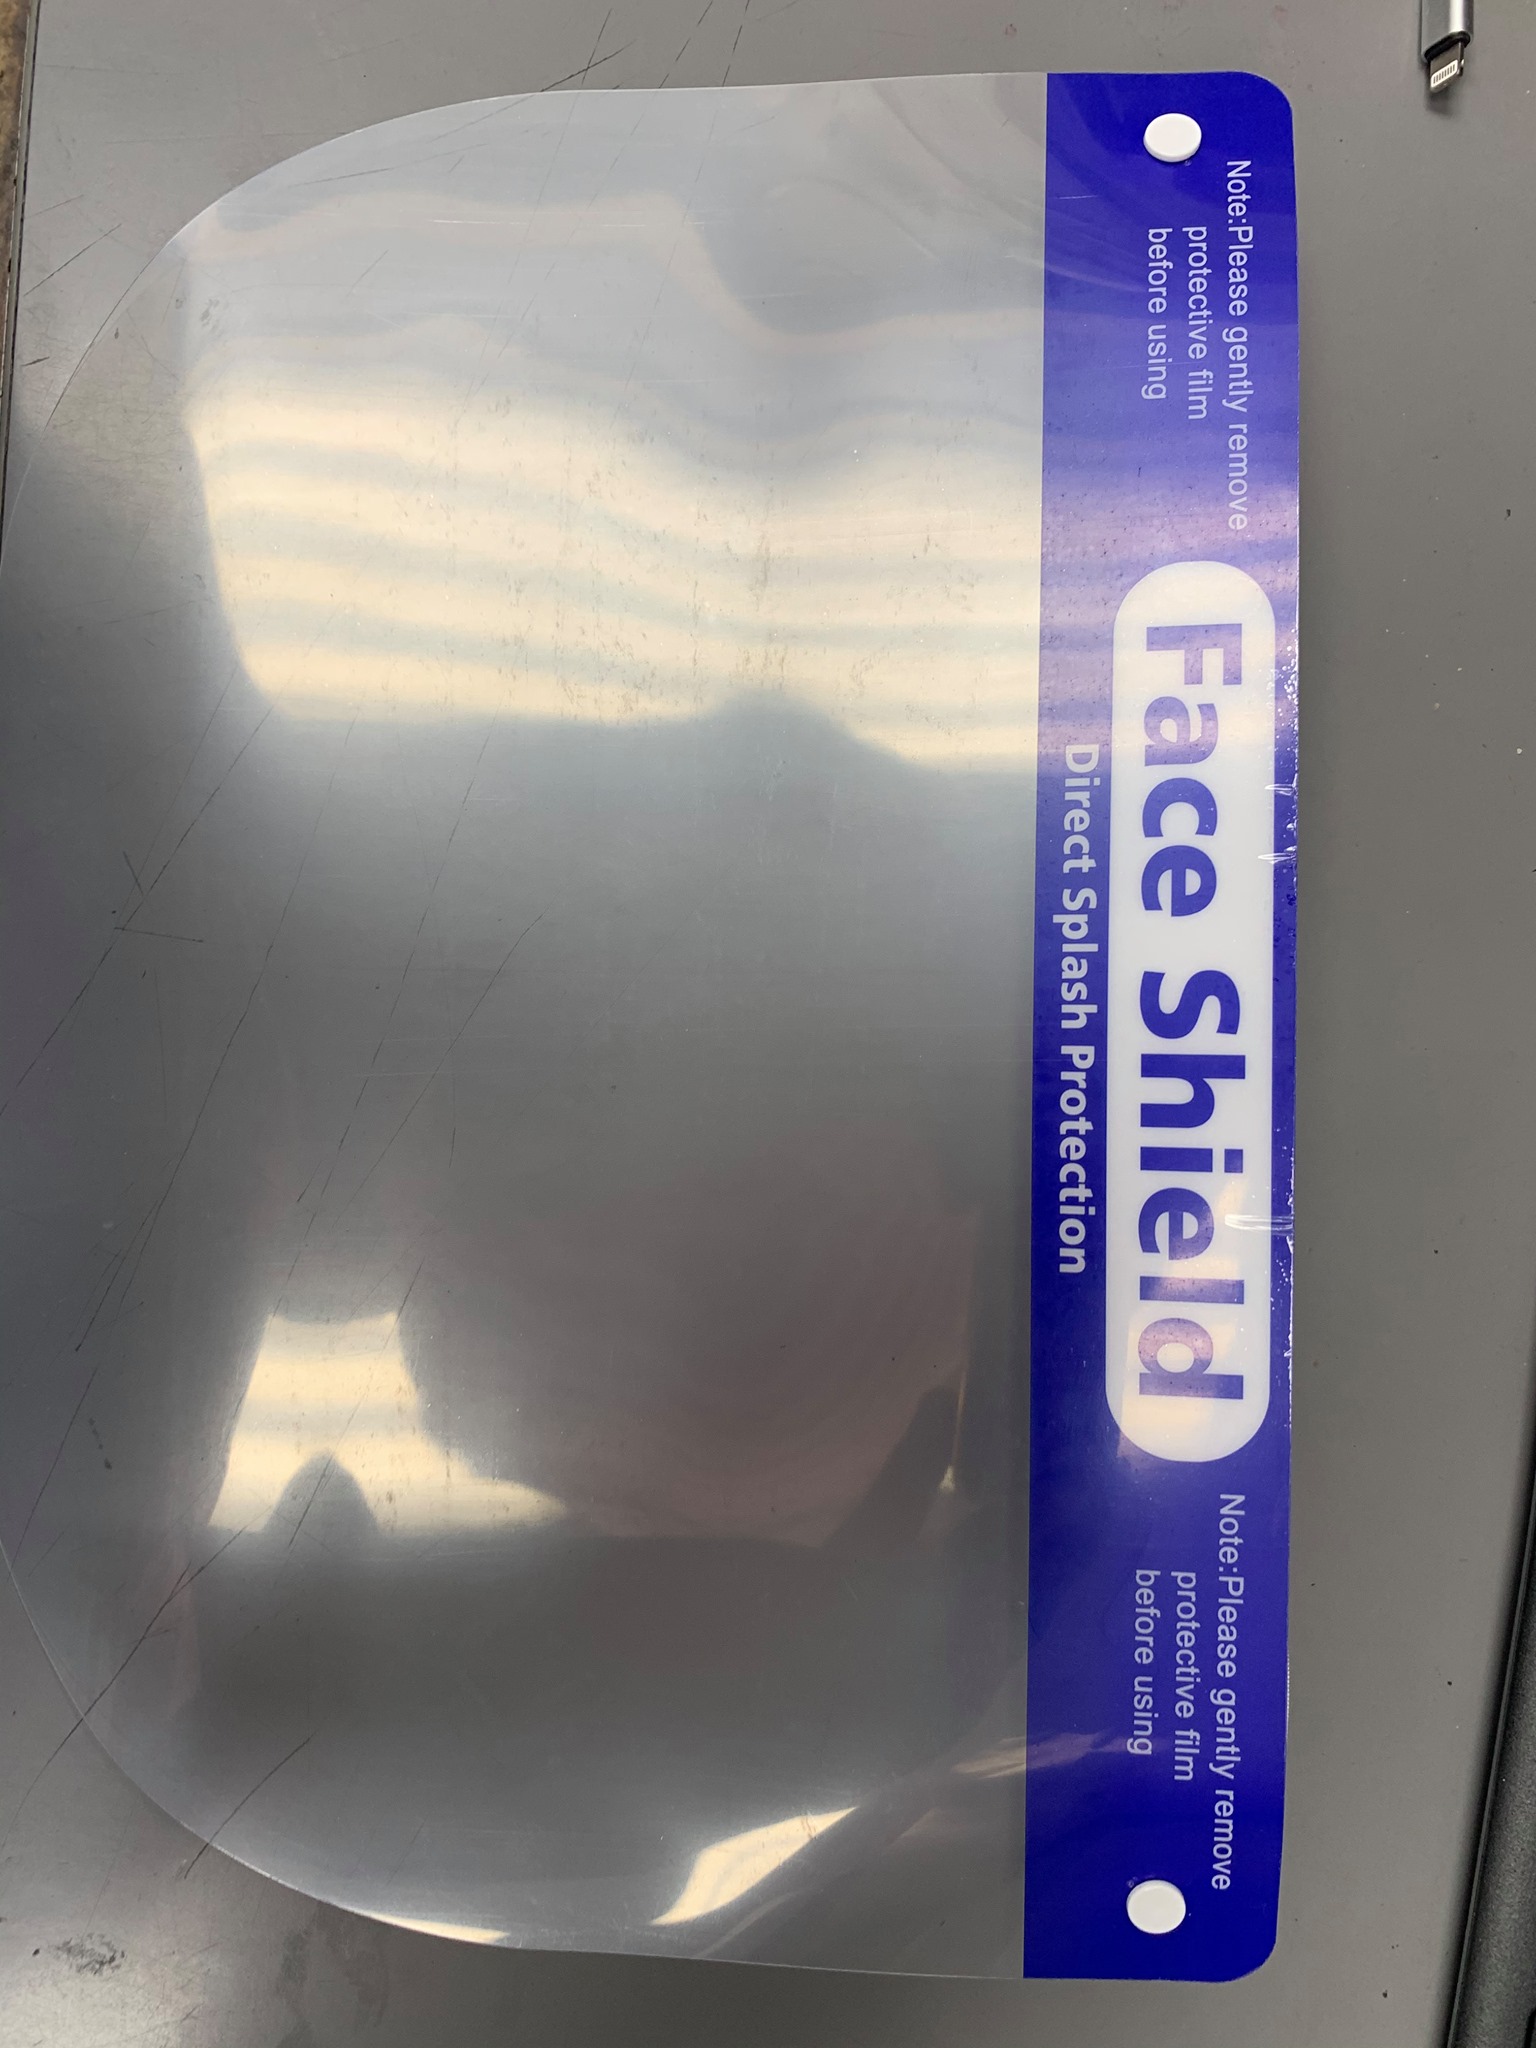 Note:Please gently remove
protective film
before using
Face Shield
Direct Splash Protection
Note:Please gently remove
protective film
before using